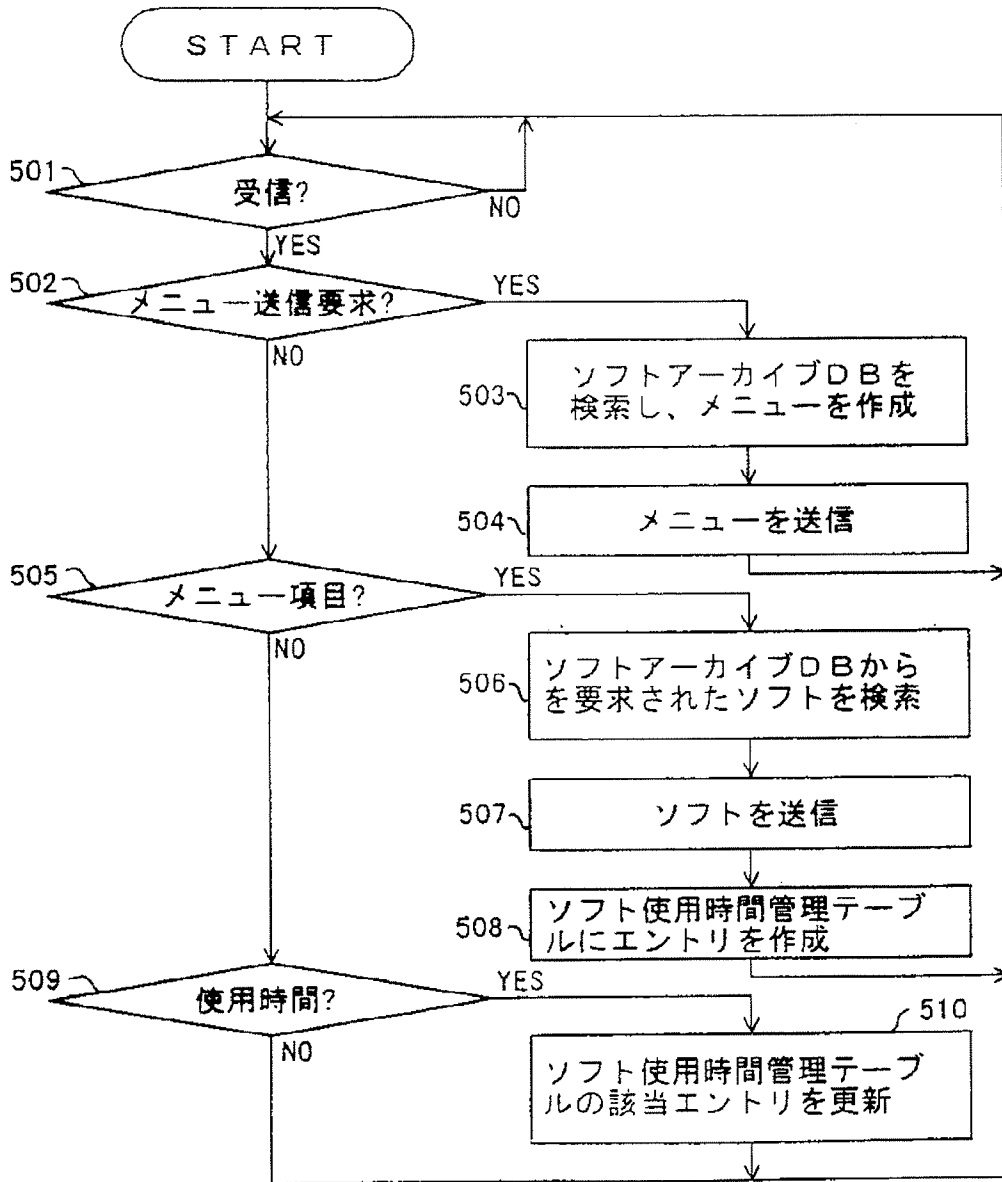 START
501
受信?
NO
YES
502
メニュー送信要求?
YES
NO
503
ソフトアーカイブDBを
検索し、メニューを作成
504
メニューを送信
505
メニュー項目?
YES
NO
506
ソフトアーカイブDBから
を要求されたソフトを検索
507
ソフトを送信
508
ソフト使用時間管理テーブ
ルにエントリを作成
509
使用時間?
YES
NO
510
ソフト使用時間管理テーブ
ルの該当エントリを更新